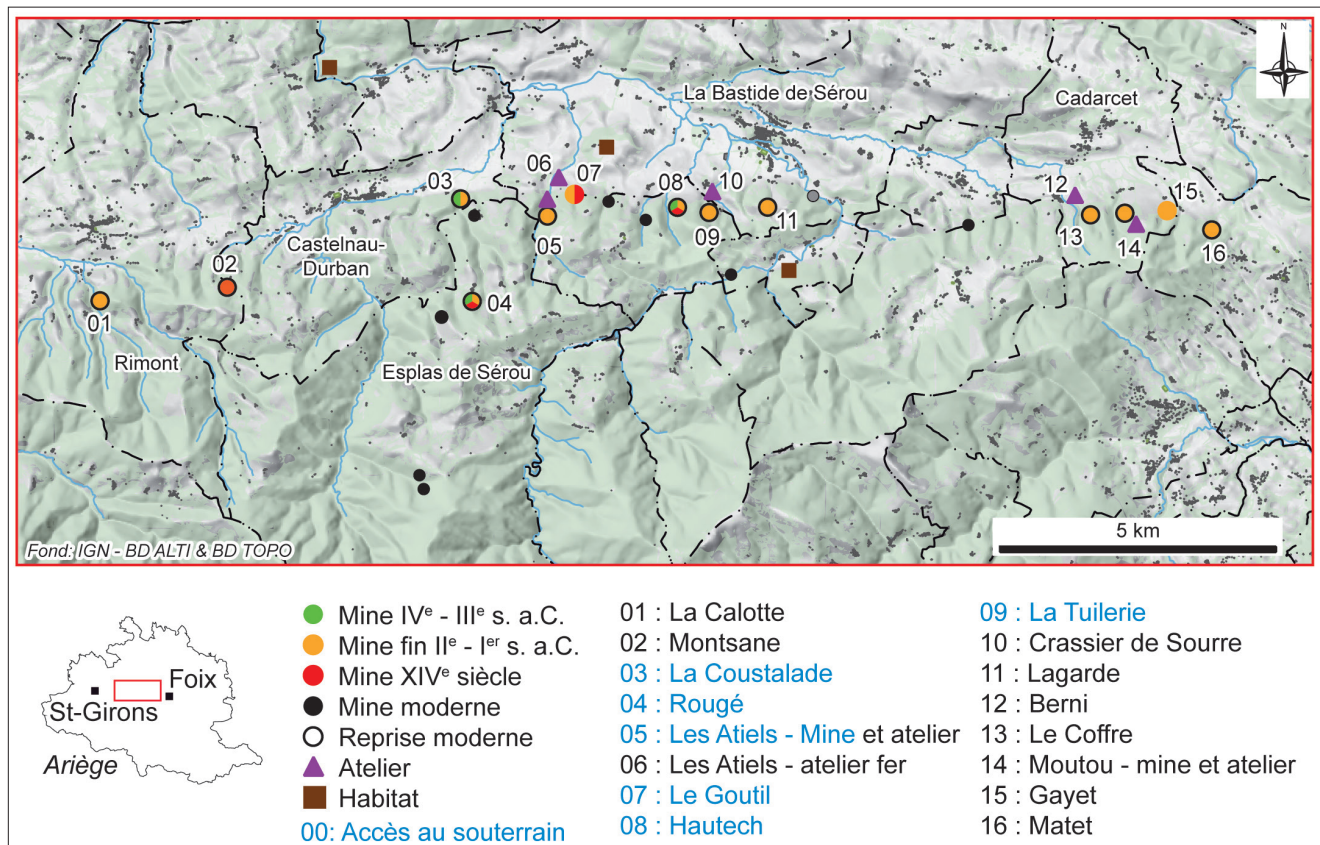 N
La Bastide de Sérou
Cadarcet
06
07
03
08
10
12
15
05
09
11
13
14
16
Castelnau-
Durban
02
04
01
Rimont
Esplas de Sérou
5 km
Fond: IGN - BD ALTI & BD TOPO
Foix
St-Girons
Ariège
Mine IVe - IIIe s. a.C.
Mine fin IIe - Ier s. a.C.
Mine XIVe siècle
Mine moderne
Reprise moderne
Atelier
Habitat
00: Accès au souterrain
01 : La Calotte
02 : Montsane
03 : La Coustalade
04 : Rougé
05 : Les Atiels - Mine et atelier
06 : Les Atiels - atelier fer
07 : Le Goutil
08 : Hautech
09 : La Tuilerie
10 : Crassier de Sourre
11 : Lagarde
12 : Berni
13 : Le Coffre
14 : Moutou - mine et atelier
15 : Gayet
16 : Matet